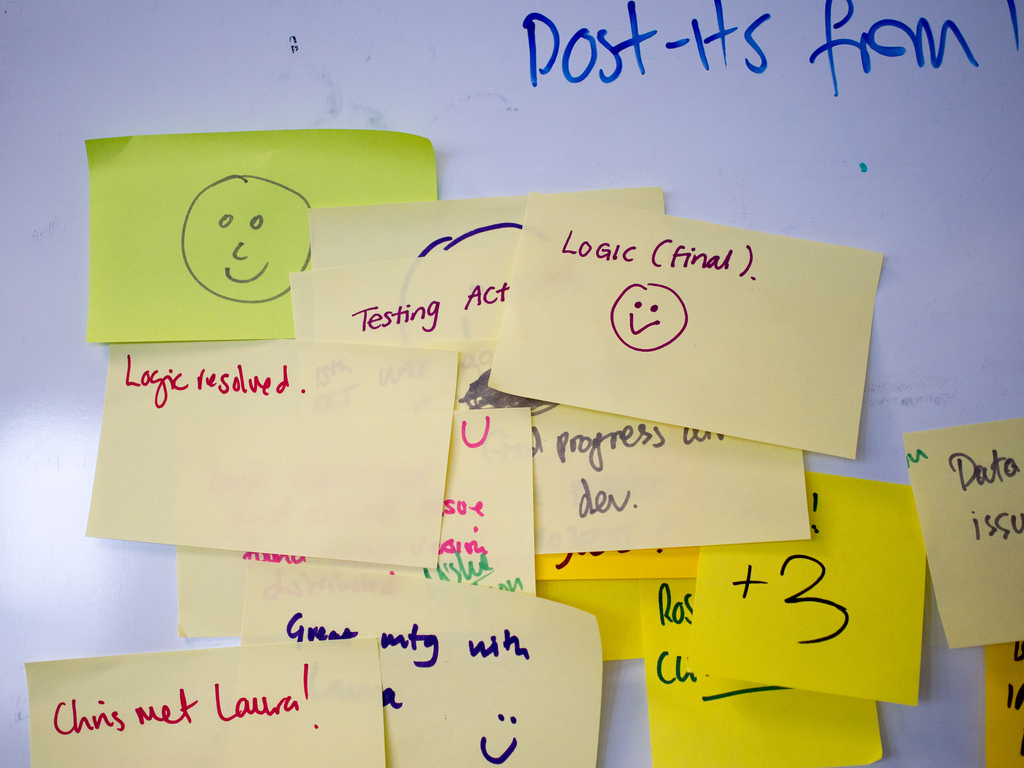 Post-its from
LOGIC (final).
Testing Act
Logic resolved.
progress
dev.
Data
issu
+3
Ros
Ch
Great mtg with
Chris met Laura!